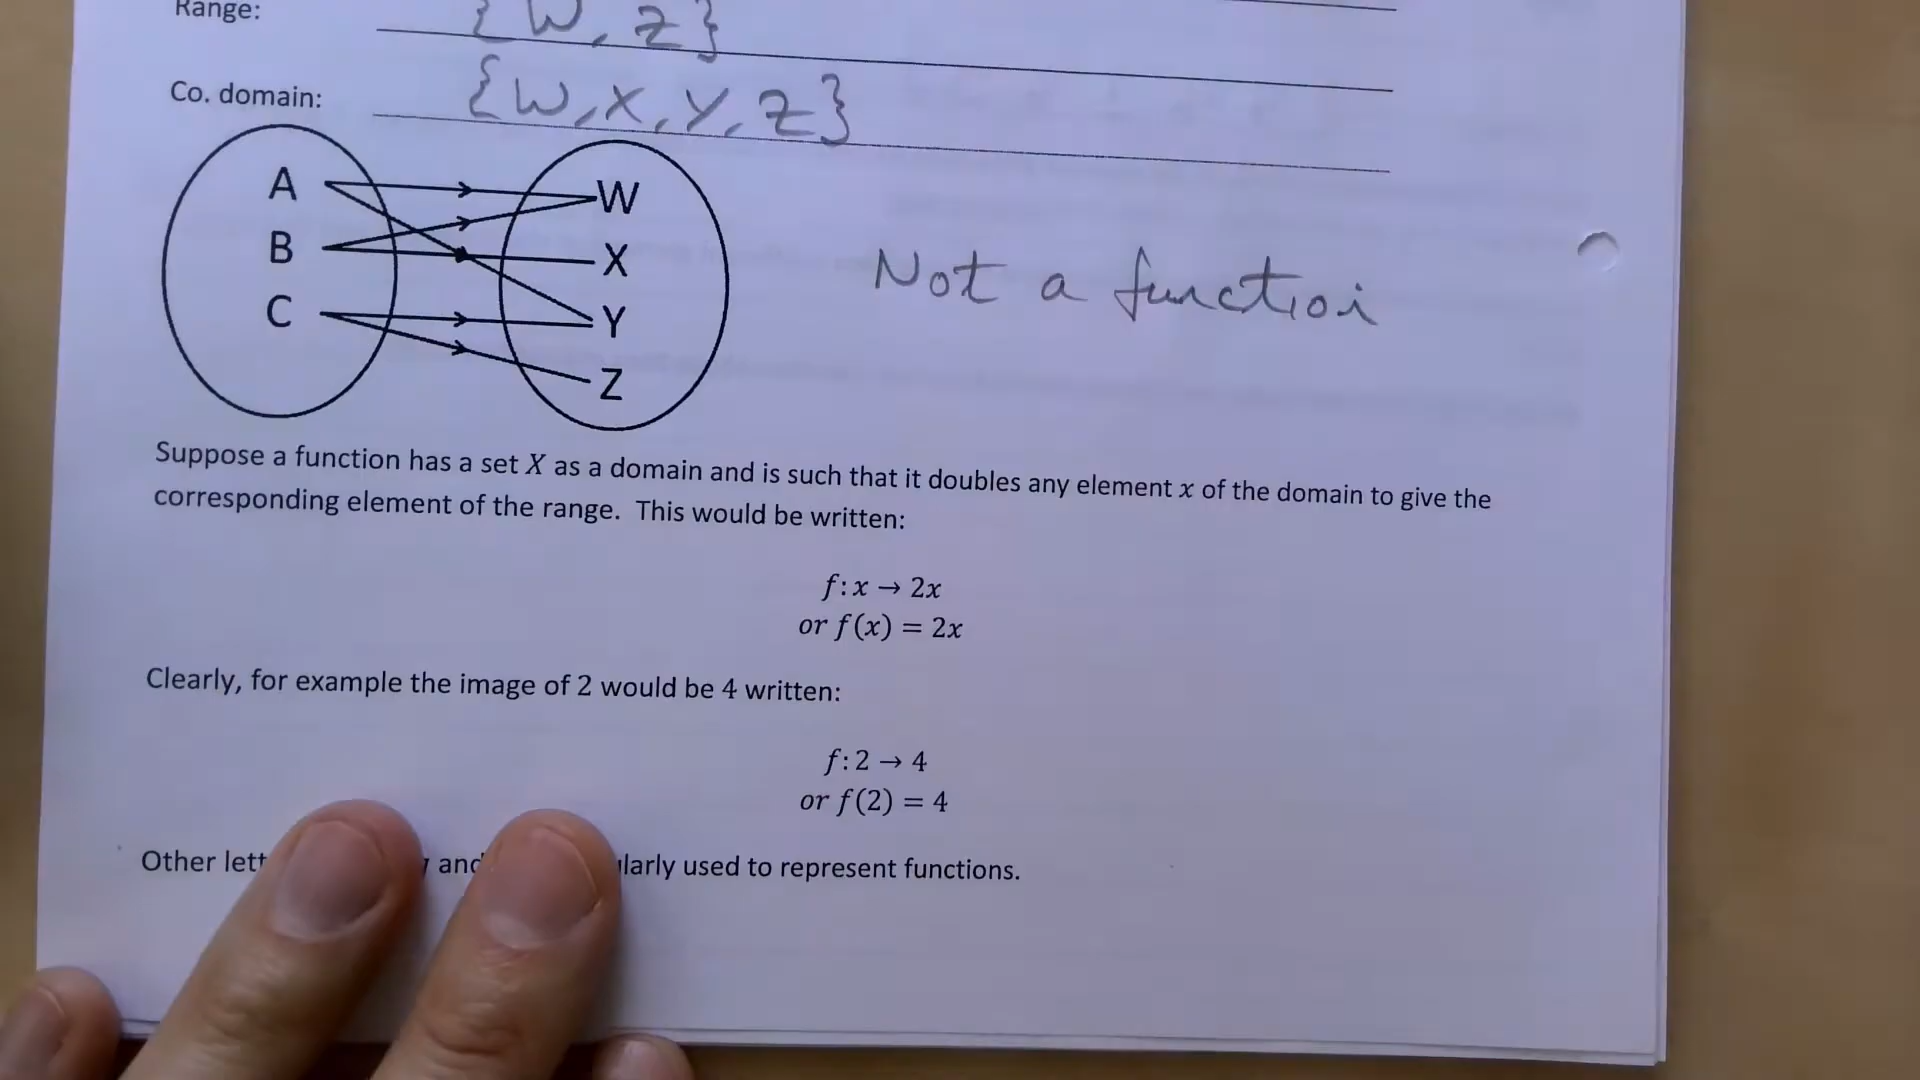 Range:
{W, Z}
Co. domain:
{W, X, Y, Z}
A
B
C
W
X
Y
Z
Not a function
Suppose a function has a set X as a domain and is such that it doubles any element x of the domain to give the
corresponding element of the range. This would be written:
f: x → 2x
or f(x) = 2x
Clearly, for example the image of 2 would be 4 written:
f: 2 → 4
or f(2) = 4
Other and used to represent functions.